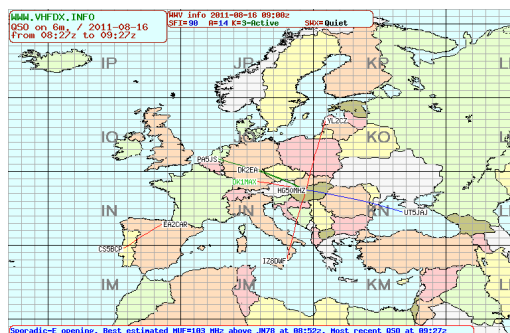 WWW.VHFDX.INFO
QSO on 6m. / 2011-08-16
from 08:27z to 09:27z
WWV info 2011-08-16 09:00z
SFI=90 A=14 K=3-Active SWX=Quiet
IP
JP
KP
IO
KO
PA5JS
DK2EA
OK1MAX
HG50MHZ
IN
JN
KN
UT5JAJ
EA2CAR
CS5BCP
IZ8DWF
IM
JM
KM
Sporadic-E opening. Best estimated MUF=103 MHz above JN78 at 08:52z. Most recent QSO at 09:27z